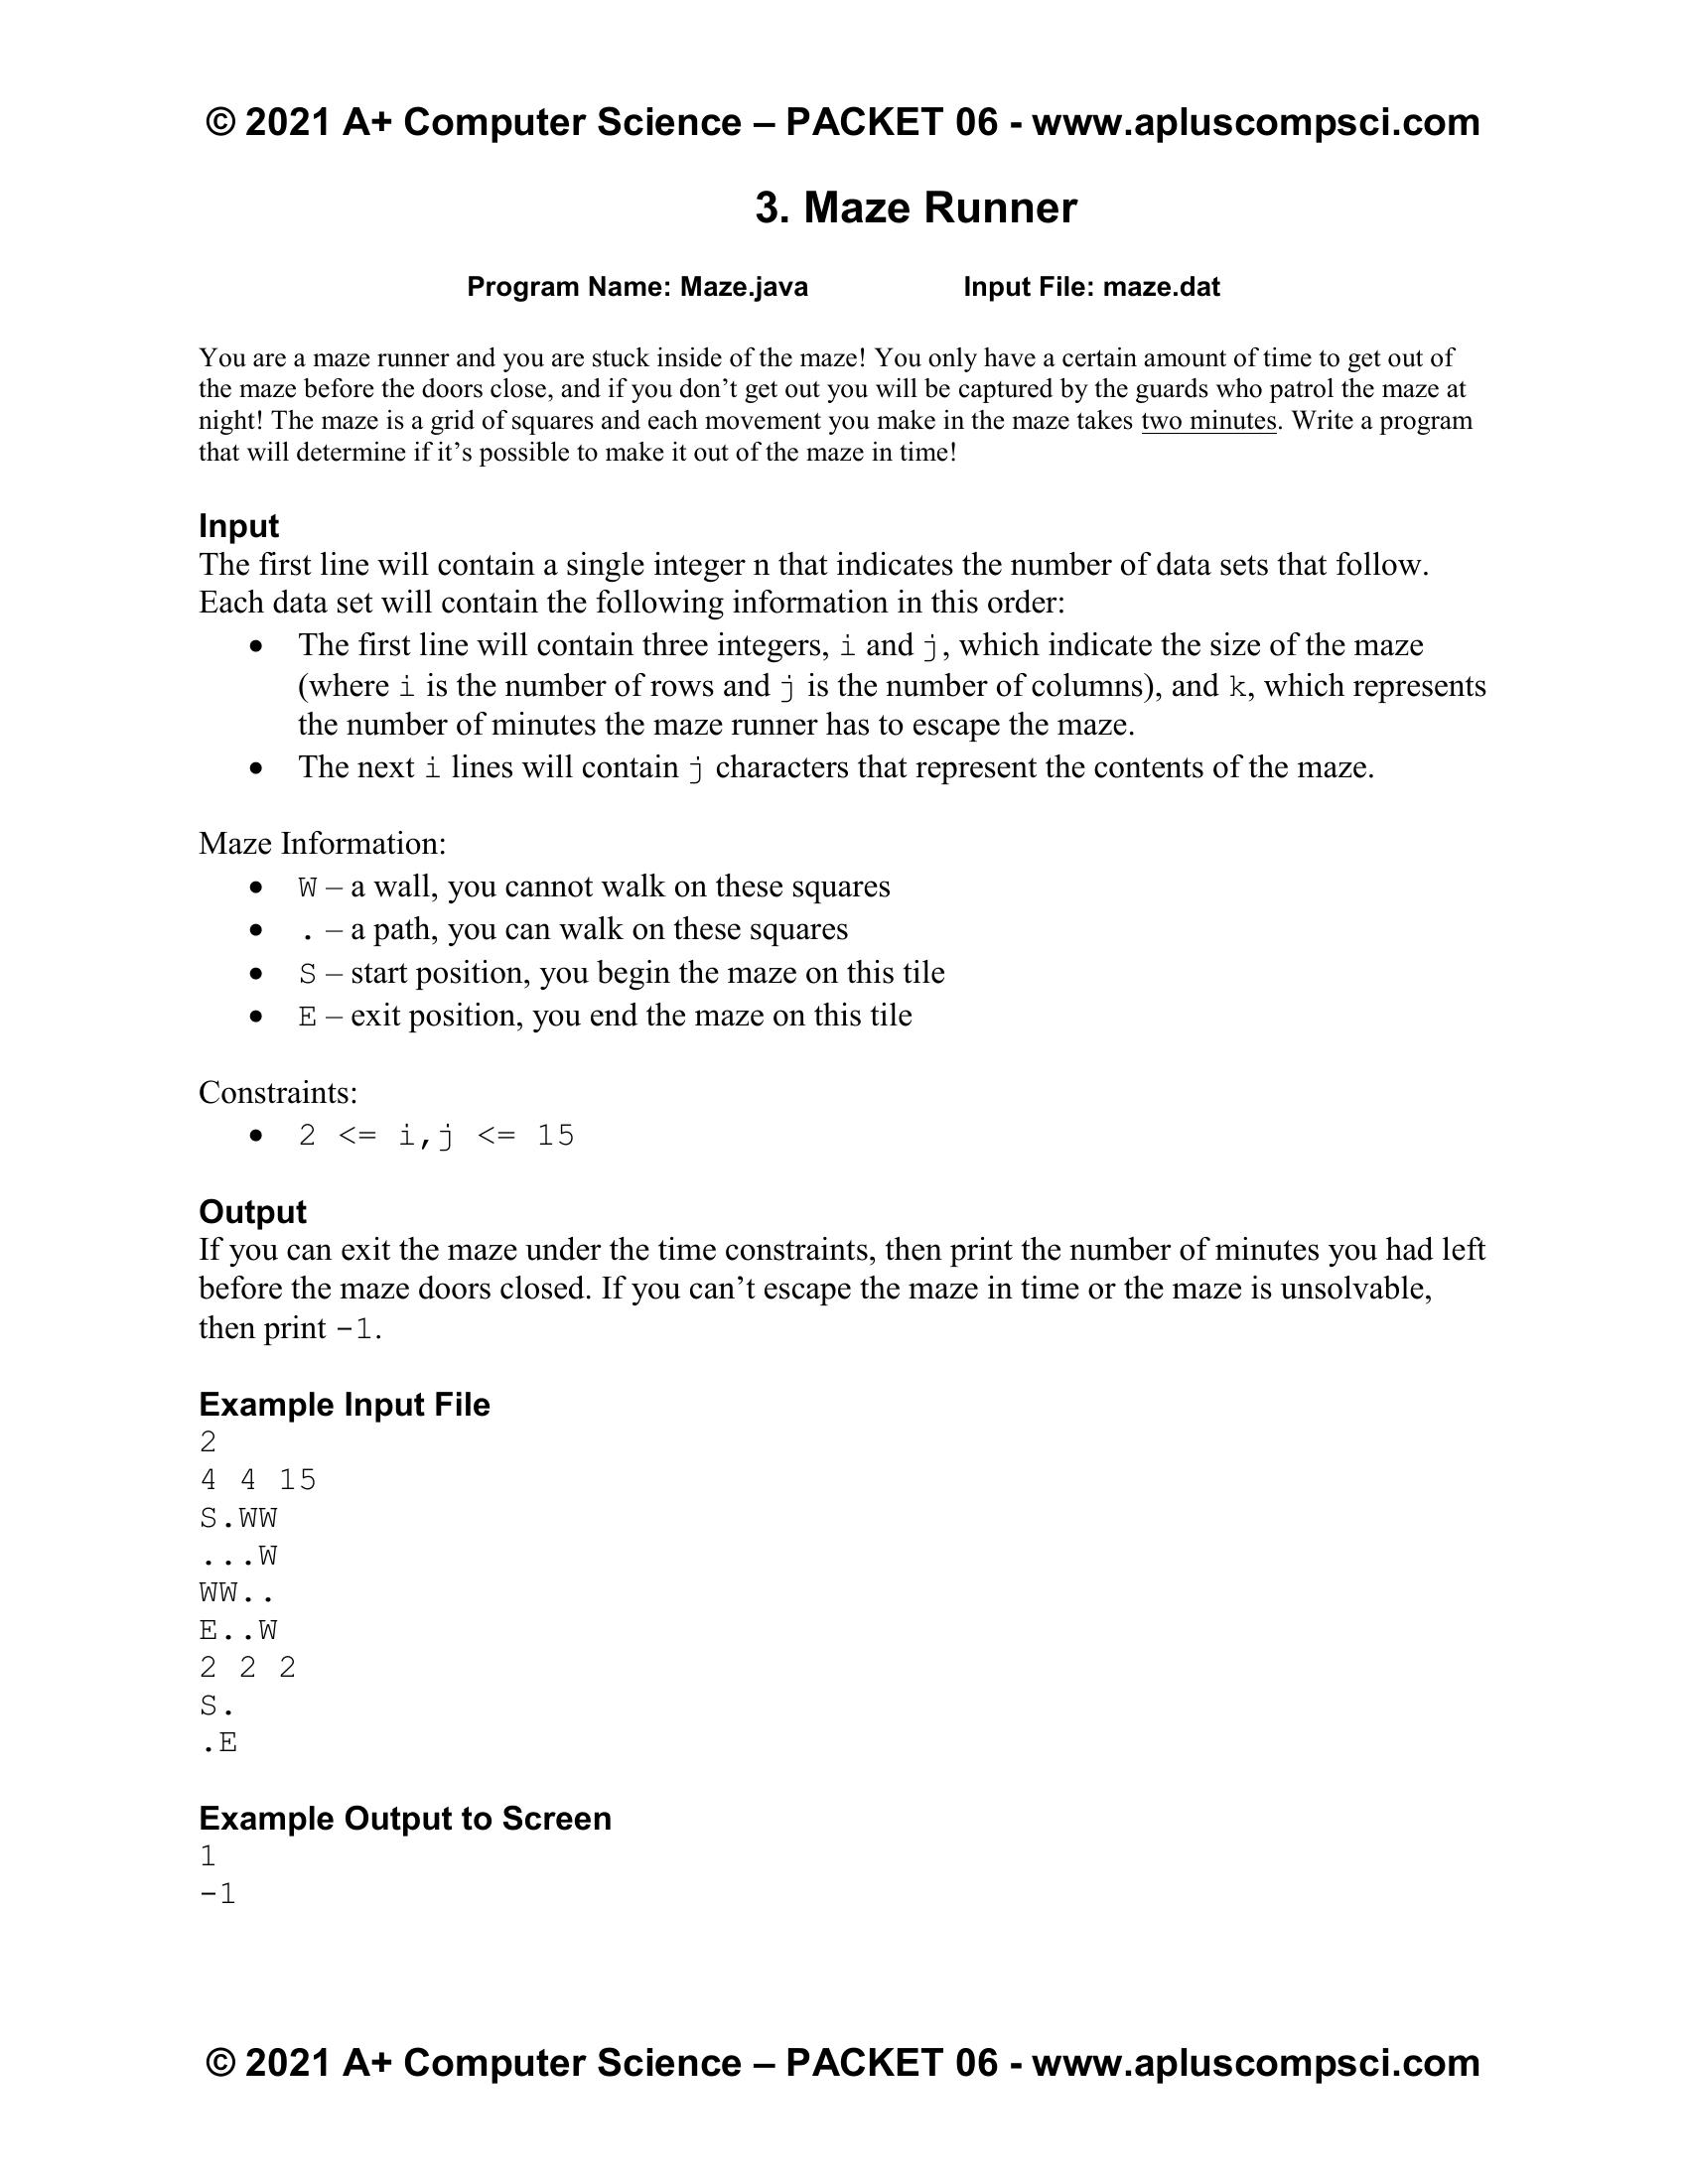 © 2021 A+ Computer Science – PACKET 06 - www.apluscompsci.com
3. Maze Runner
Program Name: Maze.java Input File: maze.dat
You are a maze runner and you are stuck inside of the maze! You only have a certain amount of time to get out of
the maze before the doors close, and if you don’t get out you will be captured by the guards who patrol the maze at
night! The maze is a grid of squares and each movement you make in the maze takes two minutes. Write a program
that will determine if it’s possible to make it out of the maze in time!
Input
The first line will contain a single integer n that indicates the number of data sets that follow.
Each data set will contain the following information in this order:
• The first line will contain three integers, i and j, which indicate the size of the maze
(where i is the number of rows and j is the number of columns), and k, which represents
the number of minutes the maze runner has to escape the maze.
• The next i lines will contain j characters that represent the contents of the maze.
Maze Information:
• W – a wall, you cannot walk on these squares
• . – a path, you can walk on these squares
• S – start position, you begin the maze on this tile
• E – exit position, you end the maze on this tile
Constraints:
• 2 <= i,j <= 15
Output
If you can exit the maze under the time constraints, then print the number of minutes you had left
before the maze doors closed. If you can’t escape the maze in time or the maze is unsolvable,
then print -1.
Example Input File
2
4 4 15
S.WW
...W
WW..
E..W
2 2 2
S.
.E
Example Output to Screen
1
-1
© 2021 A+ Computer Science – PACKET 06 - www.apluscompsci.com